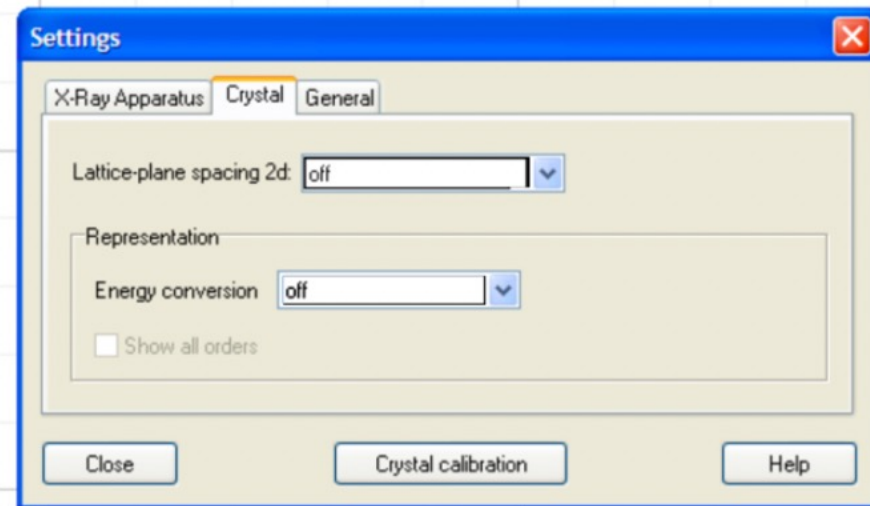 Settings
X-Ray Apparatus Crystal General
Lattice-plane spacing 2d: off
Representation
Energy conversion off
Show all orders
Close Crystal calibration Help